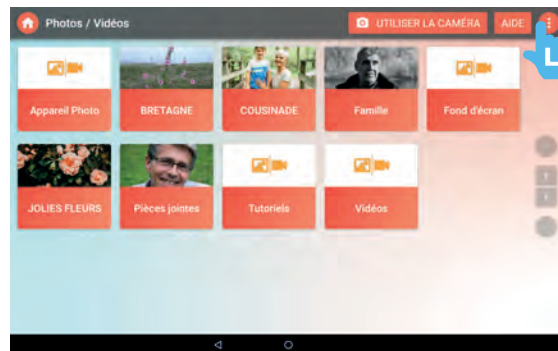 Photos / Vidéos
UTILISER LA CAMÉRA
AIDE
L
Appareil Photo
BRETAGNE
COUSINADE
Famille
Fond d'écran
JOLIES FLEURS
Pièces jointes
Tutoriels
Vidéos